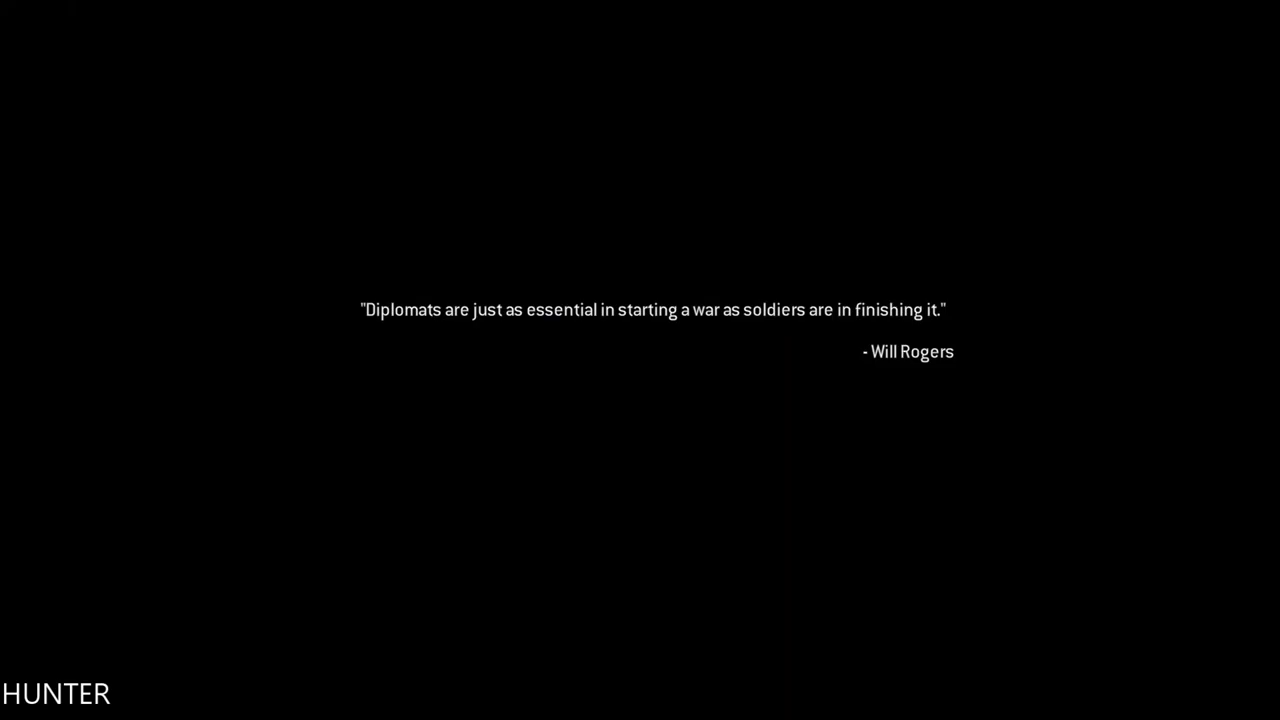 "Diplomats are just as essential in starting a war as soldiers are in finishing it."
- Will Rogers
HUNTER